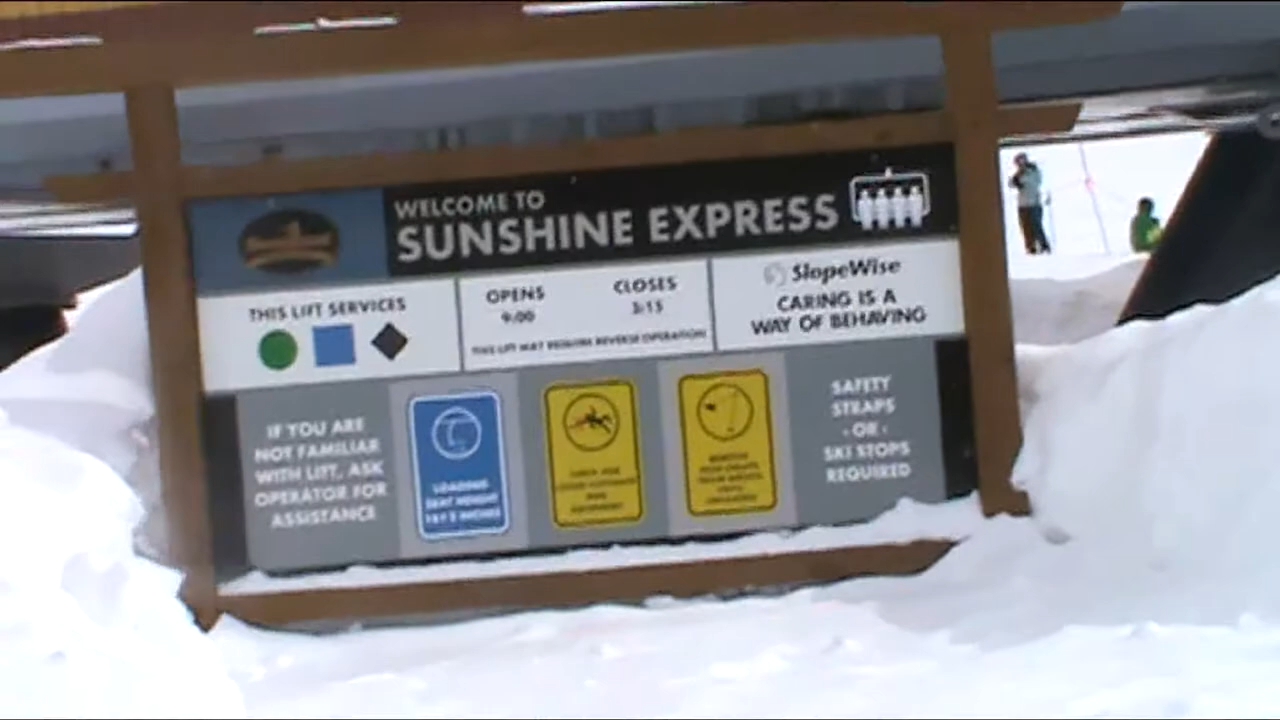 WELCOME TO
SUNSHINE EXPRESS
THIS LIFT SERVICES
OPENS
9:00
CLOSES
3:15
THIS LIFT MAY REQUIRE REVERSE OPERATION
SlopeWise
CARING IS A
WAY OF BEHAVING
IF YOU ARE
NOT FAMILIAR
WITH LIFT, ASK
OPERATOR FOR
ASSISTANCE
LOADING
SEAT HEIGHT
INCHES
SAFETY
STRAPS
- OR -
SKI STOPS
REQUIRED